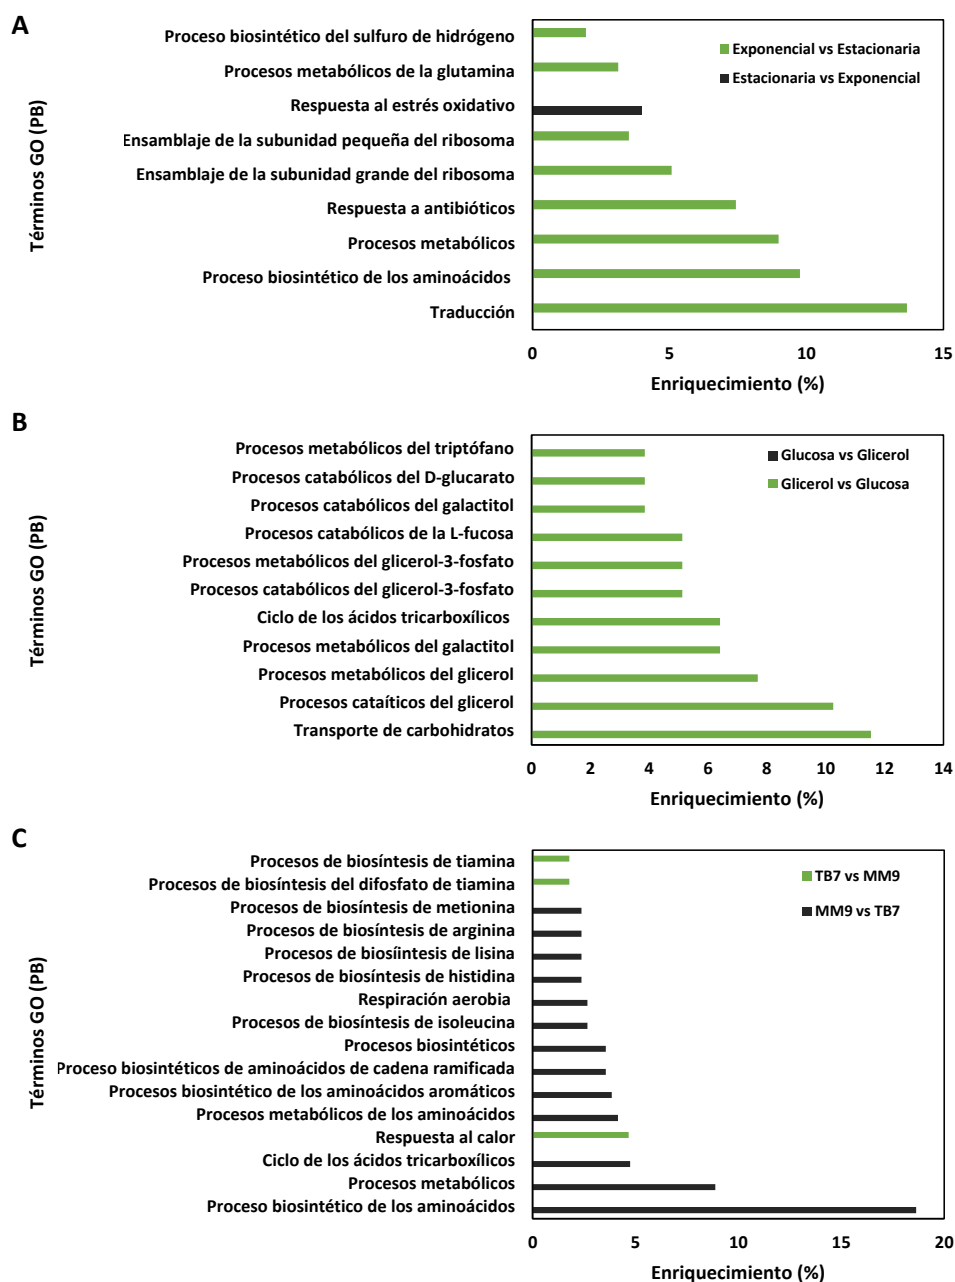 A
Términos GO (PB)
Proceso biosintético del sulfuro de hidrógeno
Procesos metabólicos de la glutamina
Respuesta al estrés oxidativo
Ensamblaje de la subunidad pequeña del ribosoma
Ensamblaje de la subunidad grande del ribosoma
Respuesta a antibióticos
Procesos metabólicos
Proceso biosintético de los aminoácidos
Traducción
Exponencial vs Estacionaria
Estacionaria vs Exponencial
0 5 10 15
Enriquecimiento (%)
B
Términos GO (PB)
Procesos metabólicos del triptófano
Procesos catabólicos del D-glucarato
Procesos catabólicos del galactitol
Procesos catabólicos de la L-fucosa
Procesos metabólicos del glicerol-3-fosfato
Procesos catabólicos del glicerol-3-fosfato
Ciclo de los ácidos tricarboxílicos
Procesos metabólicos del galactitol
Procesos metabólicos del glicerol
Procesos cataíticos del glicerol
Transporte de carbohidratos
Glucosa vs Glicerol
Glicerol vs Glucosa
0 2 4 6 8 10 12 14
Enriquecimiento (%)
C
Términos GO (PB)
Procesos de biosíntesis de tiamina
Procesos de biosíntesis del difosfato de tiamina
Procesos de biosíntesis de metionina
Procesos de biosíntesis de arginina
Procesos de biosíintesis de lisina
Procesos de biosíntesis de histidina
Respiración aerobia
Procesos de biosíntesis de isoleucina
Procesos biosintéticos
Proceso biosintéticos de aminoácidos de cadena ramificada
Procesos biosintético de los aminoácidos aromáticos
Procesos metabólicos de los aminoácidos
Respuesta al calor
Ciclo de los ácidos tricarboxílicos
Procesos metabólicos
Proceso biosintético de los aminoácidos
TB7 vs MM9
MM9 vs TB7
0 5 10 15 20
Enriquecimiento (%)